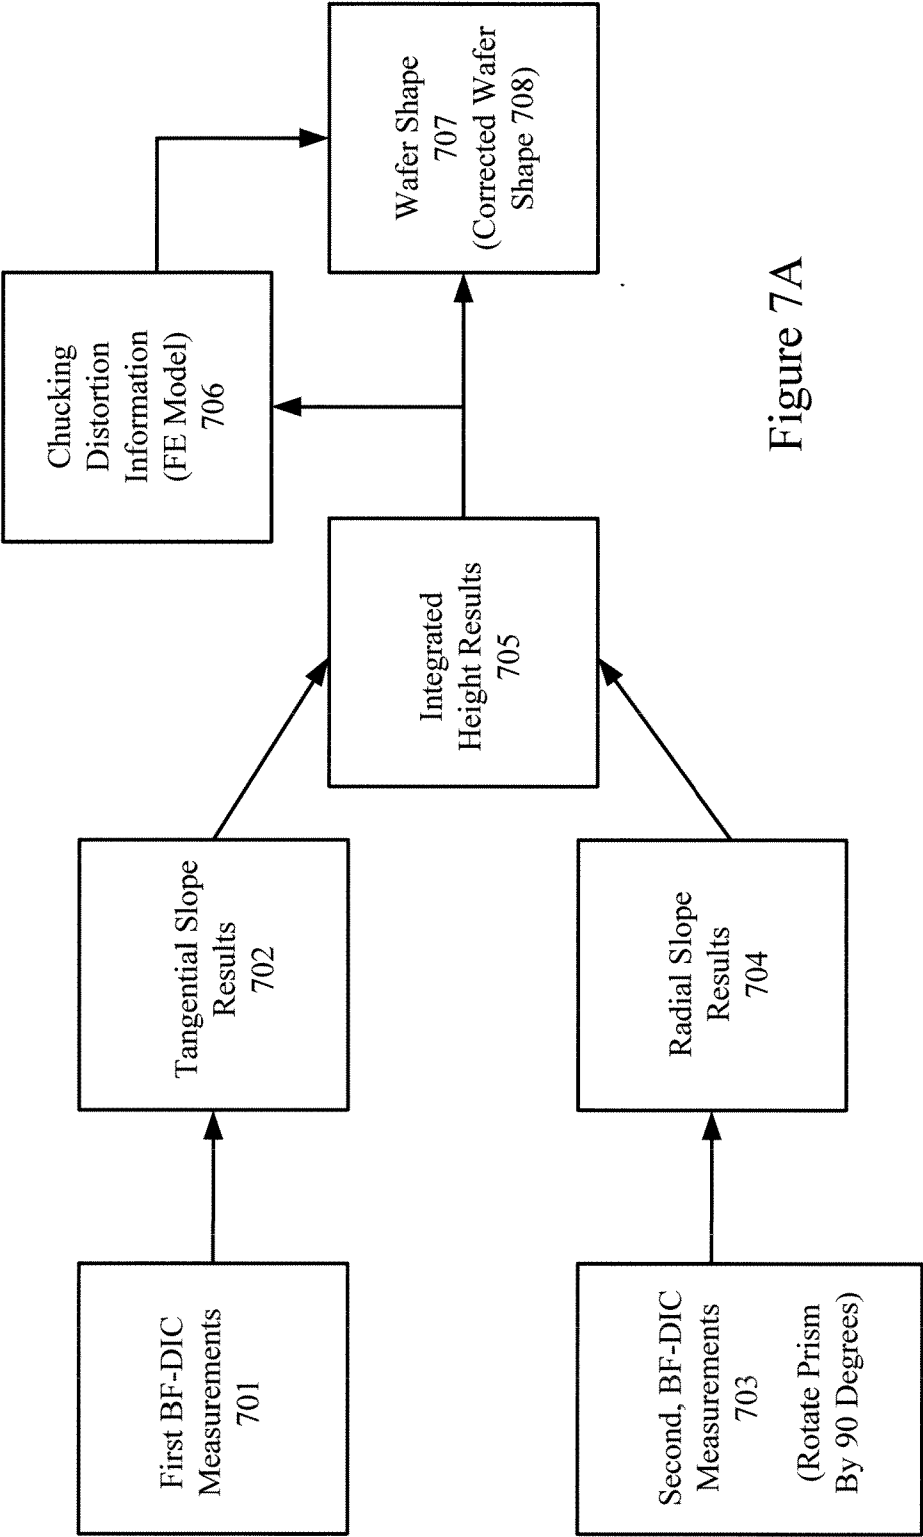 First BF-DIC
Measurements
701
Tangential Slope
Results
702
Second, BF-DIC
Measurements
703
(Rotate Prism
By 90 Degrees)
Radial Slope
Results
704
Integrated
Height Results
705
Chucking
Distortion
Information
(FE Model)
706
Wafer Shape
707
(Corrected Wafer
Shape 708)
Figure 7A